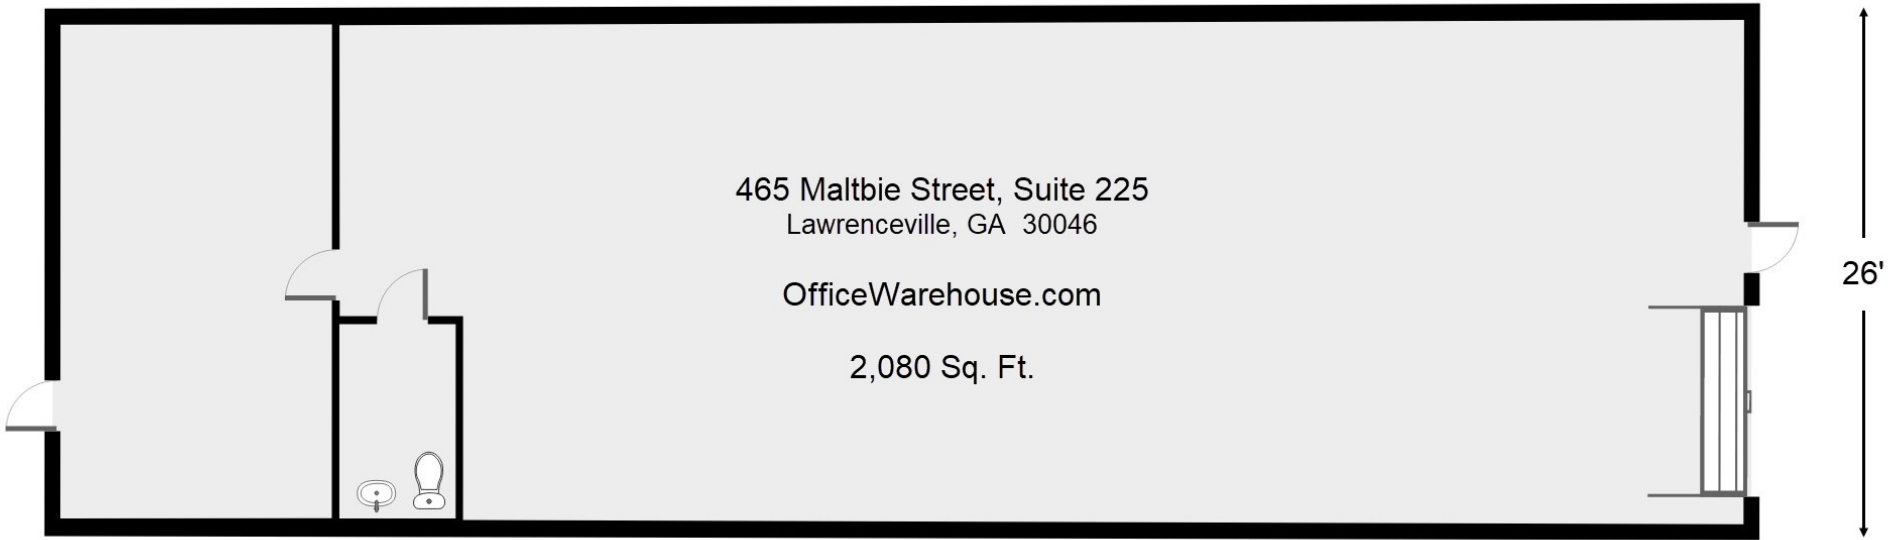 465 Maltbie Street, Suite 225
Lawrenceville, GA  30046
OfficeWarehouse.com
2,080 Sq. Ft.
26'